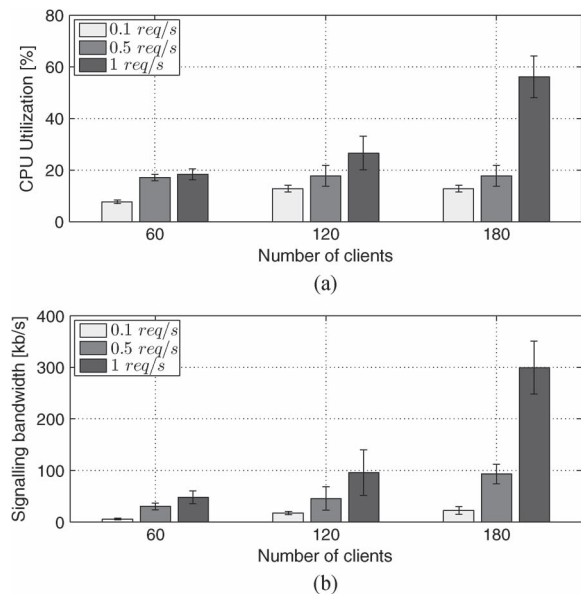 80
60
40
20
0
CPU Utilization [%]
0.1 req/s
0.5 req/s
1 req/s
60 120 180
Number of clients
(a)
400
300
200
100
0
Signalling bandwidth [kb/s]
0.1 req/s
0.5 req/s
1 req/s
60 120 180
Number of clients
(b)